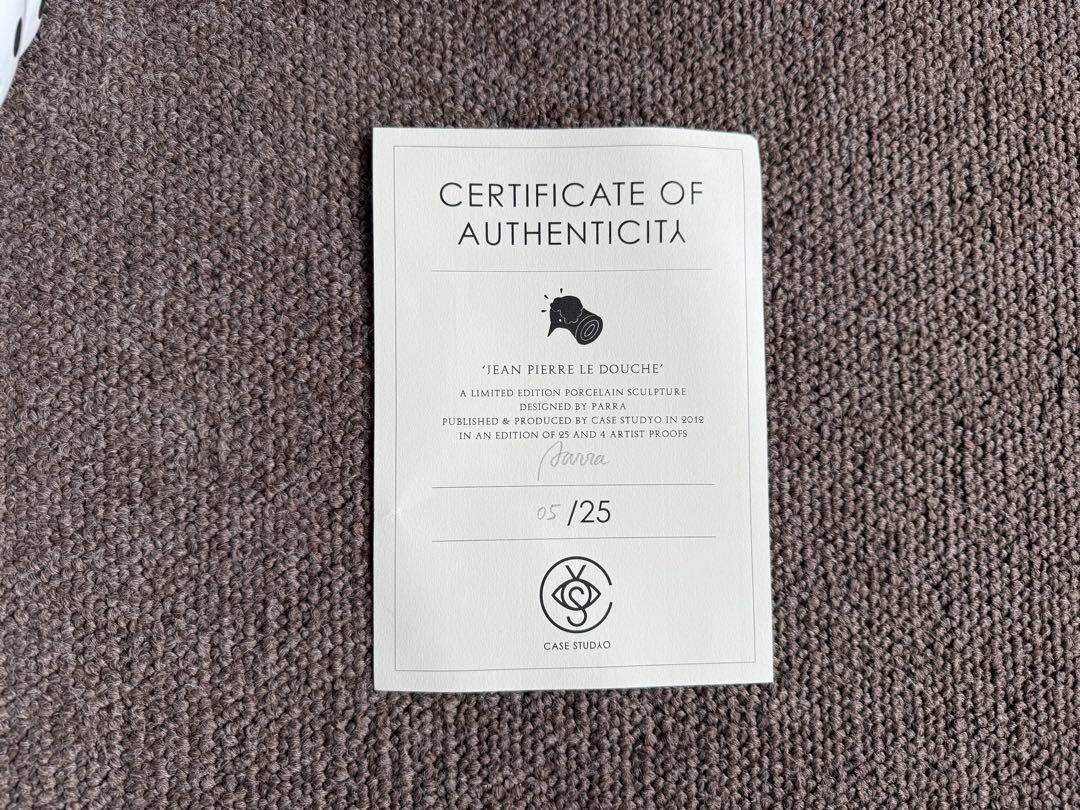 CERTIFICATE OF
AUTHENTICITY
'JEAN PIERRE LE DOUCHE'
A LIMITED EDITION PORCELAIN SCULPTURE
DESIGNED BY PARRA
PUBLISHED & PRODUCED BY CASE STUDYO IN 2012
IN AN EDITION OF 25 AND 4 ARTIST PROOFS
Parra
05 /25
CASE STUDYO